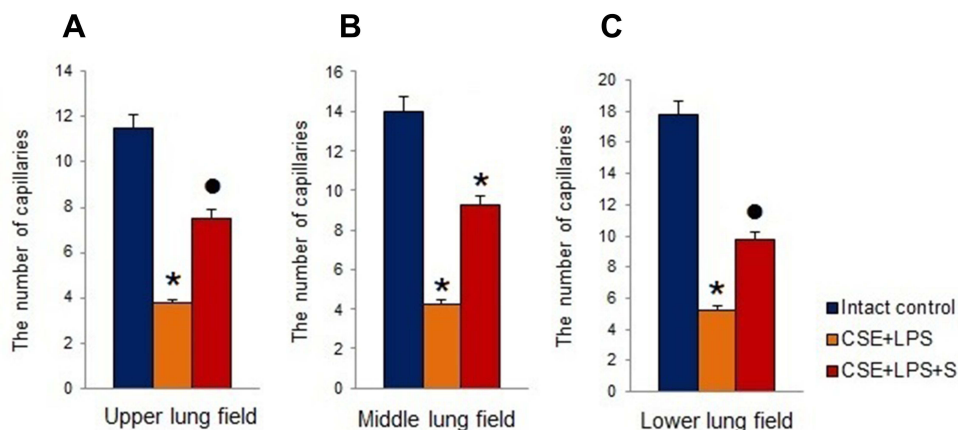 A
B
C
The number of capillaries
14
12
10
8
6
4
2
0
*
●
Upper lung field
The number of capillaries
16
14
12
10
8
6
4
2
0
*
*
Middle lung field
The number of capillaries
20
18
16
14
12
10
8
6
4
2
0
*
●
Lower lung field
Intact control
CSE+LPS
CSE+LPS+S